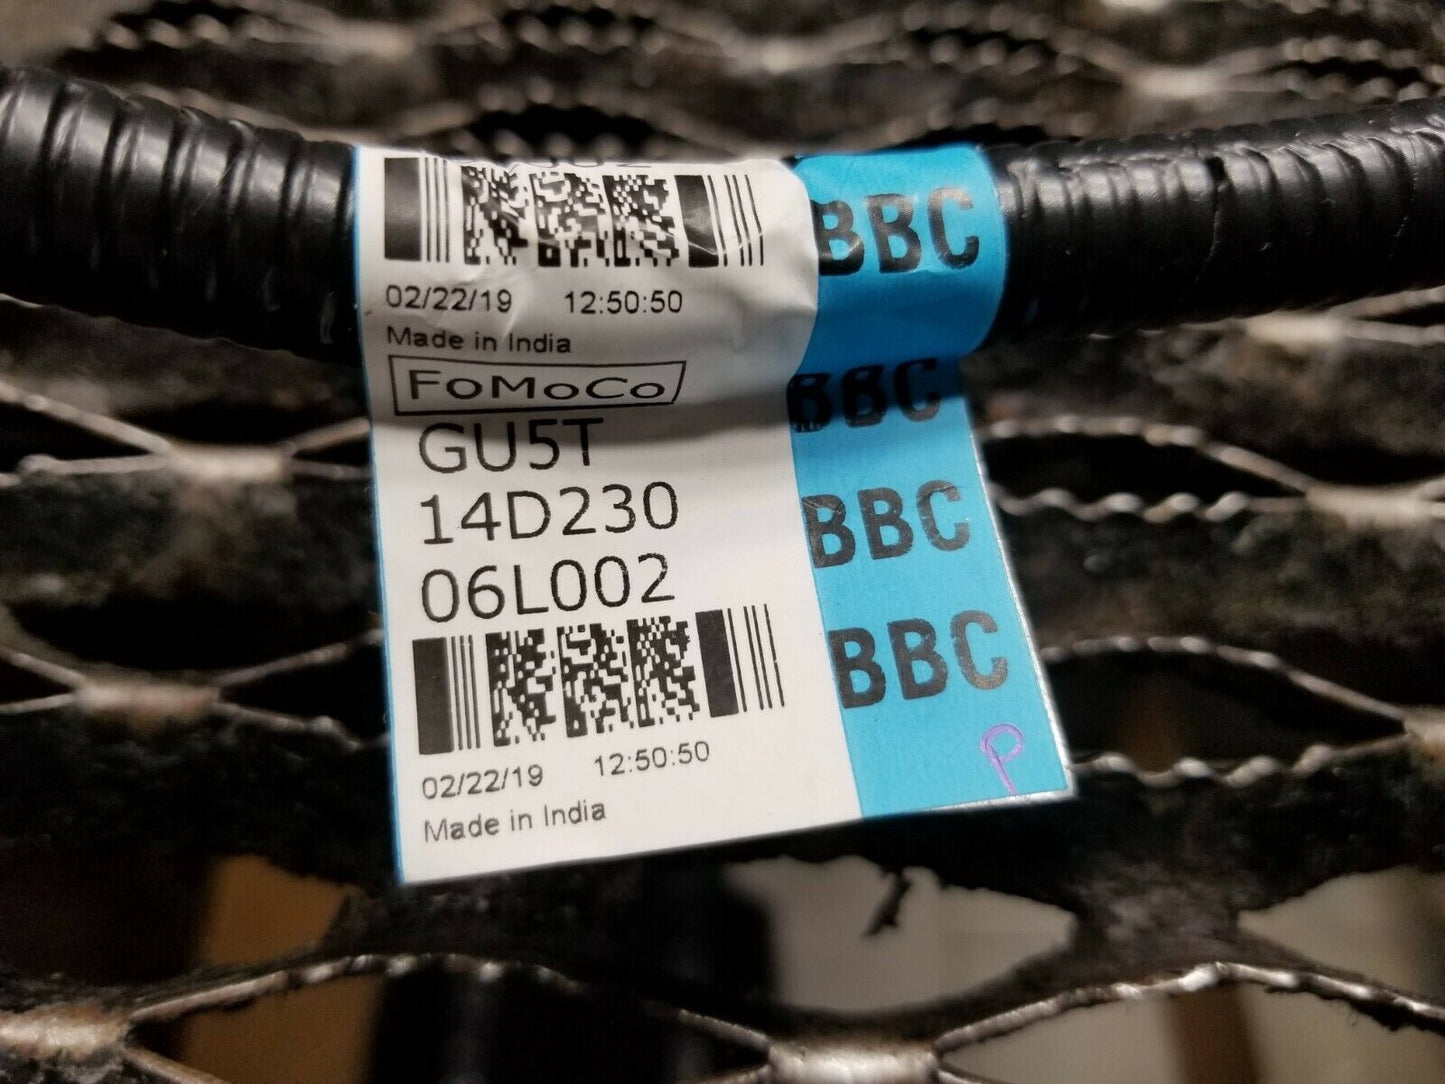 02/22/19 12:50:50
Made in India
FoMoCo
GU5T
14D230
06L002
02/22/19 12:50:50
Made in India
BBC
BBC
BBC
BBC
P